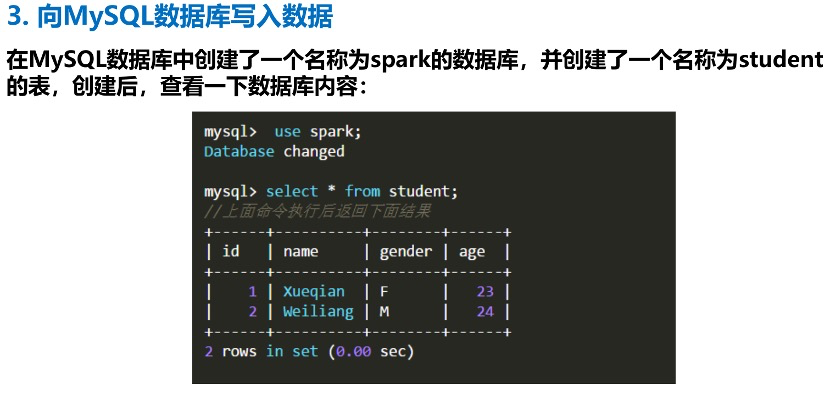 3. 向MySQL数据库写入数据
在MySQL数据库中创建了一个名称为spark的数据库，并创建了一个名称为student
的表，创建后，查看一下数据库内容：
mysql>  use spark;
Database changed
mysql> select * from student;
//上面命令执行后返回下面结果
+------+-----------+--------+------+
| id   | name      | gender | age  |
+------+-----------+--------+------+
|    1 | Xueqian   | F      |   23 |
|    2 | Weiliang  | M      |   24 |
+------+-----------+--------+------+
2 rows in set (0.00 sec)